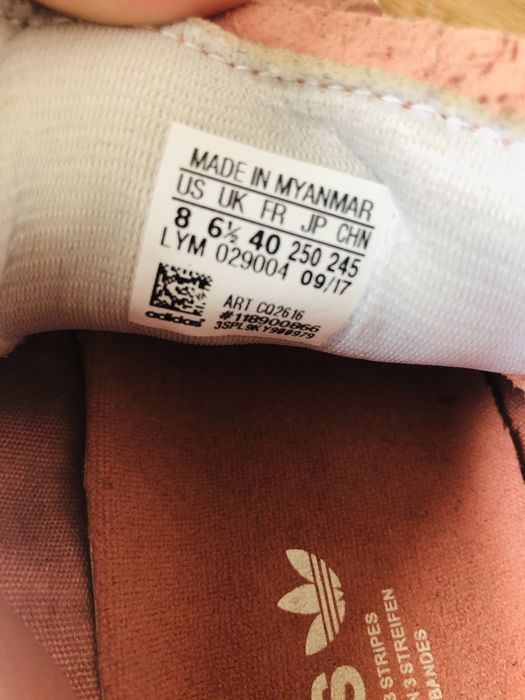 MADE IN MYANMAR
US UK FR JP CHN
8 6½ 40 250 245
LYM 029004 09/17
ART CQ2616
#118900866
3SPL9KY900979
adidas
S
3 STRIPES
N 3 STREIFEN
BANDES